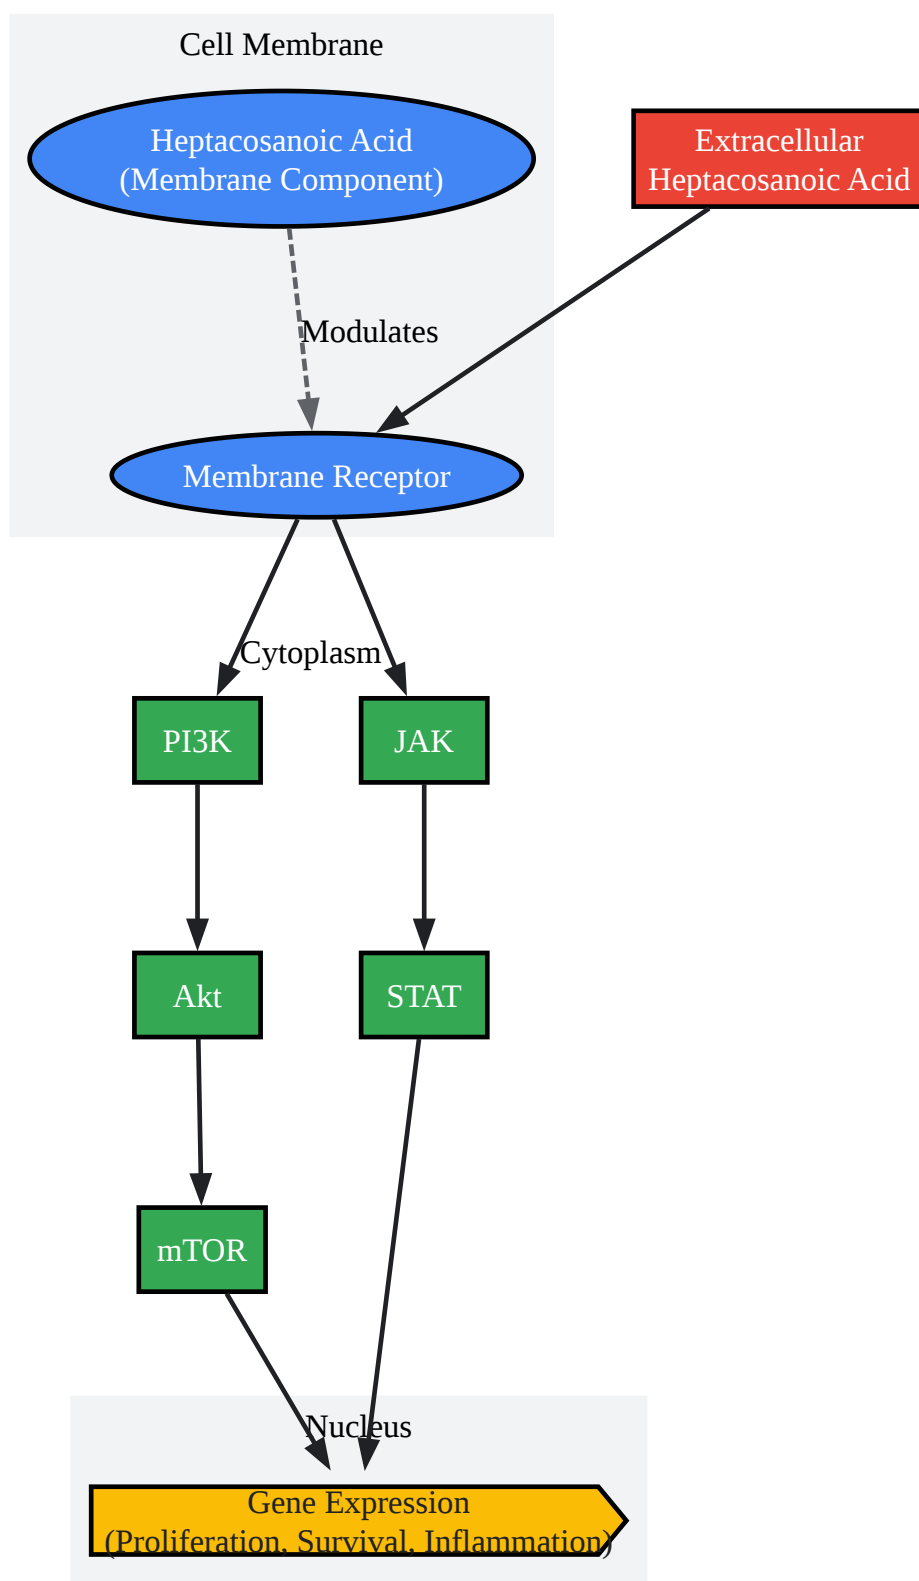 Cell Membrane
Heptacosanoic Acid
(Membrane Component)
Extracellular
Heptacosanoic Acid
Modulates
Membrane Receptor
Cytoplasm
PI3K
JAK
Akt
STAT
mTOR
Nucleus
Gene Expression
(Proliferation, Survival, Inflammation)